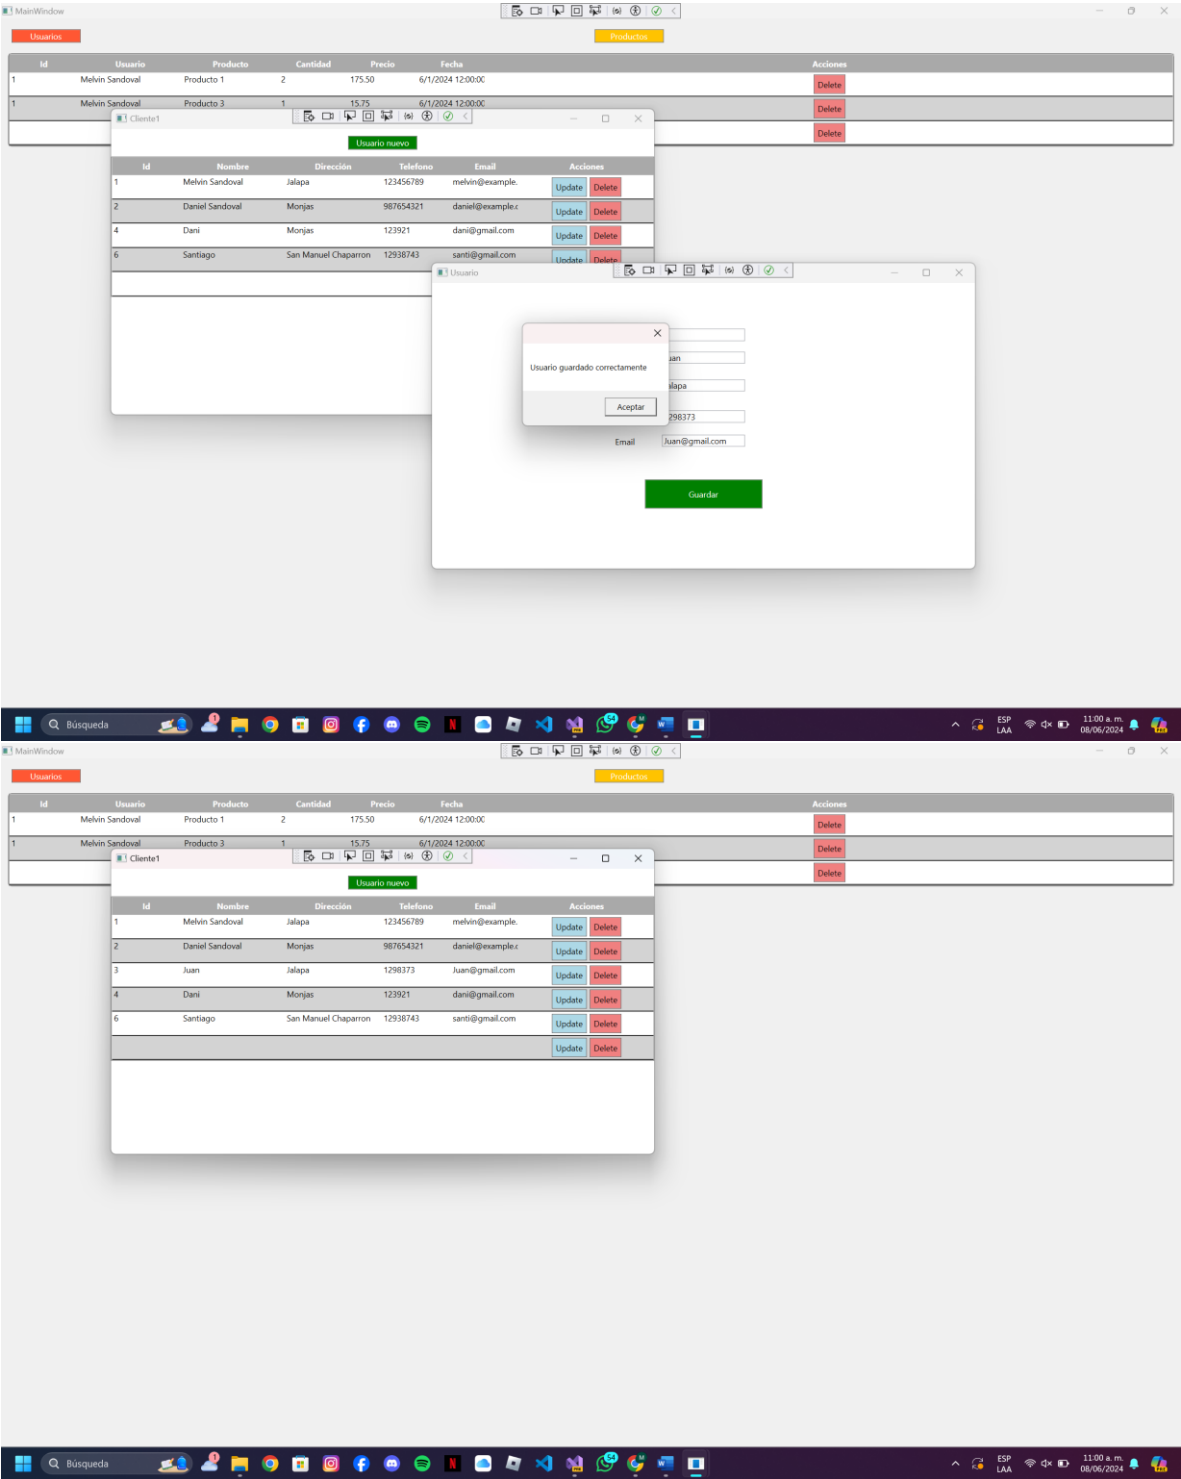 MainWindow
Usuarios Productos
Id Usuario Producto Cantidad Precio Fecha Acciones
1 Melvin Sandoval Producto 1 2 175.50 6/1/2024 12:00:00 Delete
1 Melvin Sandoval Producto 3 1 15.75 6/1/2024 12:00:00 Delete
Delete
Cliente1
Usuario nuevo
Id Nombre Dirección Telefono Email Acciones
1 Melvin Sandoval Jalapa 123456789 melvin@example. Update Delete
2 Daniel Sandoval Monjas 987654321 daniel@example.c Update Delete
4 Dani Monjas 123921 dani@gmail.com Update Delete
6 Santiago San Manuel Chaparron 12938743 santi@gmail.com Update Delete
Usuario
Usuario guardado correctamente
Aceptar
uan
alapa
298373
Email Juan@gmail.com
Guardar
Búsqueda
ESP
LAA
11:00 a. m.
08/06/2024
MainWindow
Usuarios Productos
Id Usuario Producto Cantidad Precio Fecha Acciones
1 Melvin Sandoval Producto 1 2 175.50 6/1/2024 12:00:00 Delete
1 Melvin Sandoval Producto 3 1 15.75 6/1/2024 12:00:00 Delete
Delete
Cliente1
Usuario nuevo
Id Nombre Dirección Telefono Email Acciones
1 Melvin Sandoval Jalapa 123456789 melvin@example. Update Delete
2 Daniel Sandoval Monjas 987654321 daniel@example.c Update Delete
3 Juan Jalapa 1298373 Juan@gmail.com Update Delete
4 Dani Monjas 123921 dani@gmail.com Update Delete
6 Santiago San Manuel Chaparron 12938743 santi@gmail.com Update Delete
Update Delete
Búsqueda
ESP
LAA
11:00 a. m.
08/06/2024